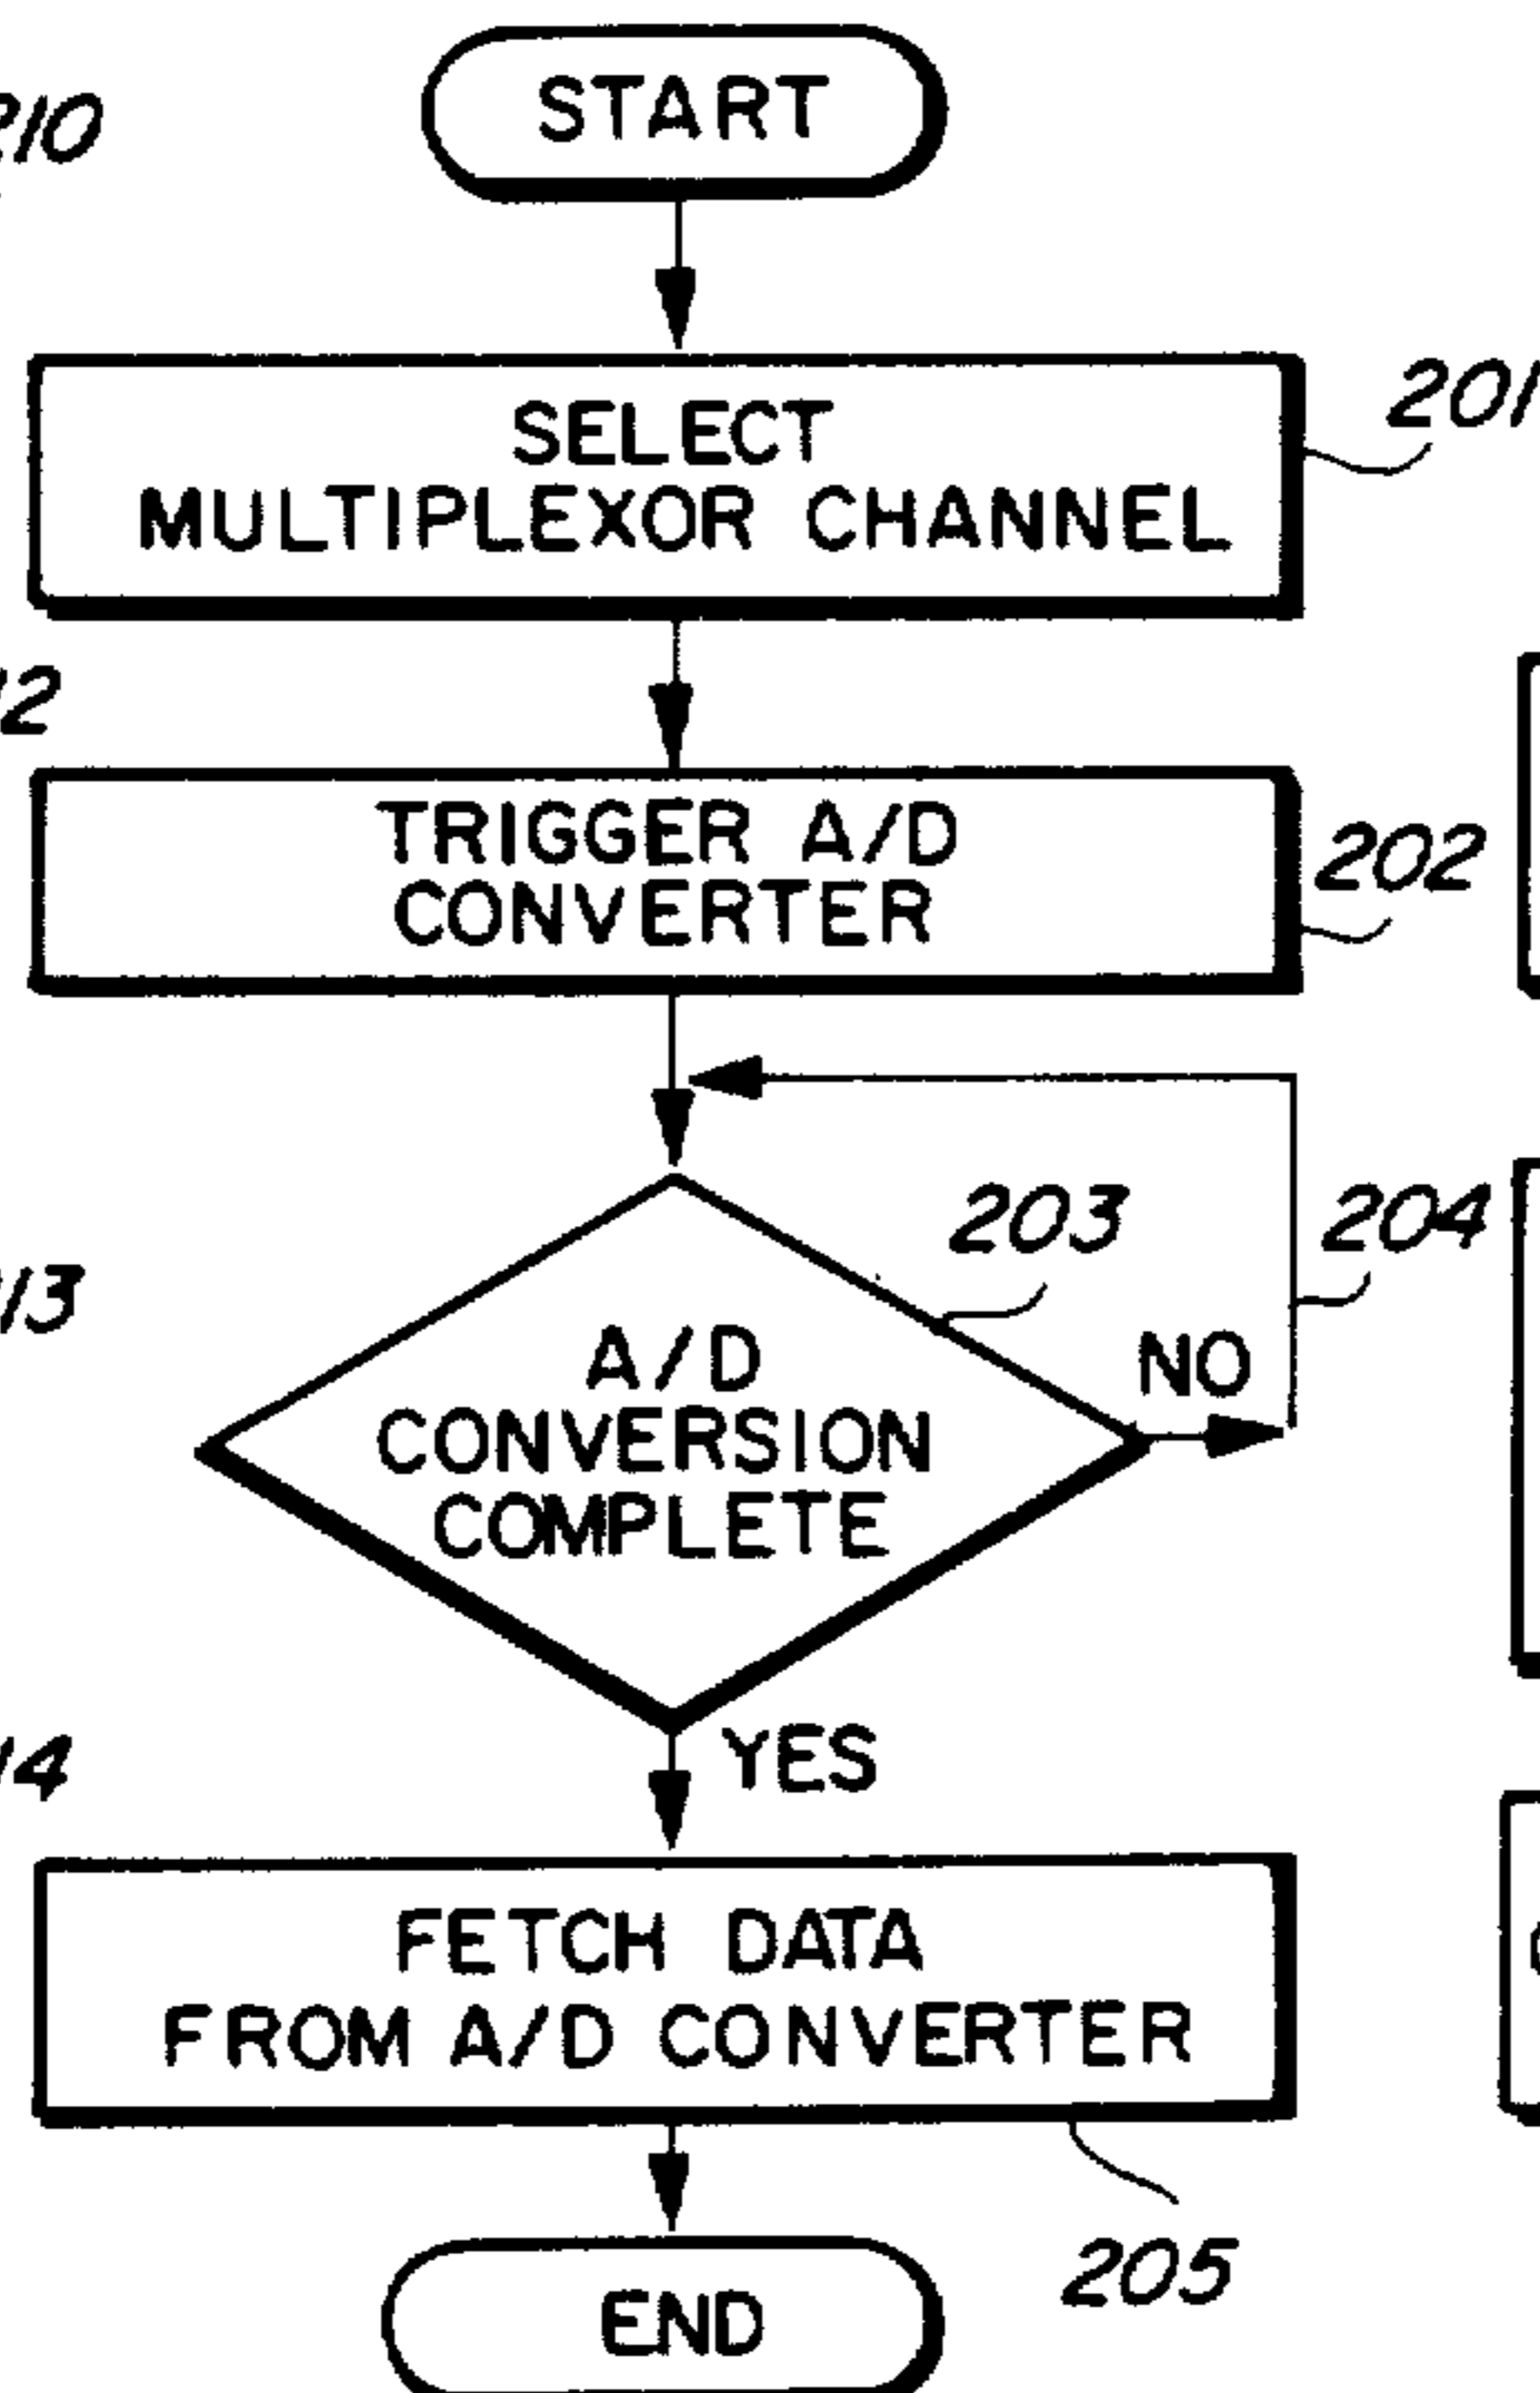 START
210
SELECT
MULTIPLEXOR CHANNEL
201
TRIGGER A/D
CONVERTER
202
203
204
A/D
CONVERSION
COMPLETE
NO
YES
FETCH DATA
FROM A/D CONVERTER
205
END